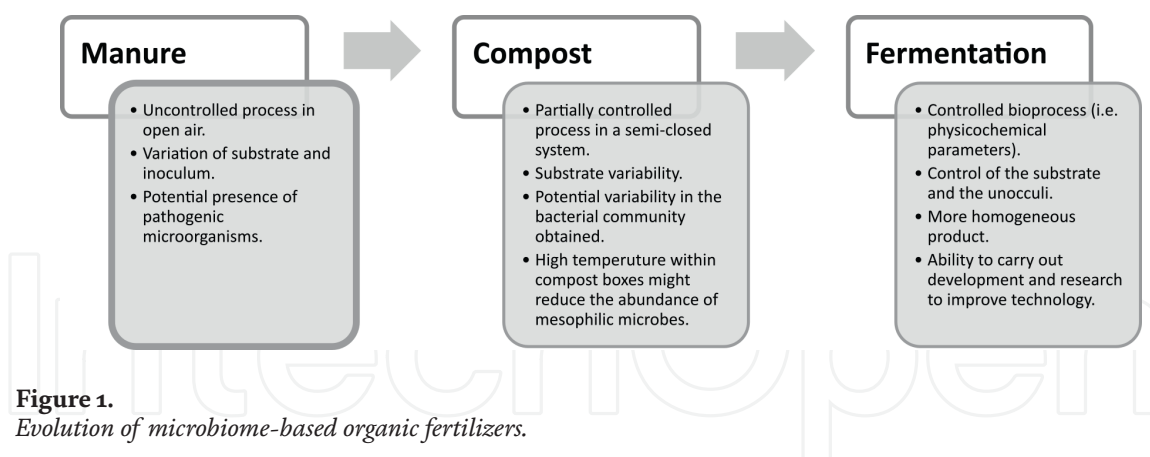 Manure
• Uncontrolled process in
open air.
• Variation of substrate and
inoculum.
• Potential presence of
pathogenic
microorganisms.
Compost
• Partially controlled
process in a semi-closed
system.
• Substrate variability.
• Potential variability in the
bacterial community
obtained.
• High temperuture within
compost boxes might
reduce the abundance of
mesophilic microbes.
Fermentation
• Controlled bioprocess (i.e.
physicochemical
parameters).
• Control of the substrate
and the unocculi.
• More homogeneous
product.
• Ability to carry out
development and research
to improve technology.
IntechOpen
Figure 1.
Evolution of microbiome-based organic fertilizers.